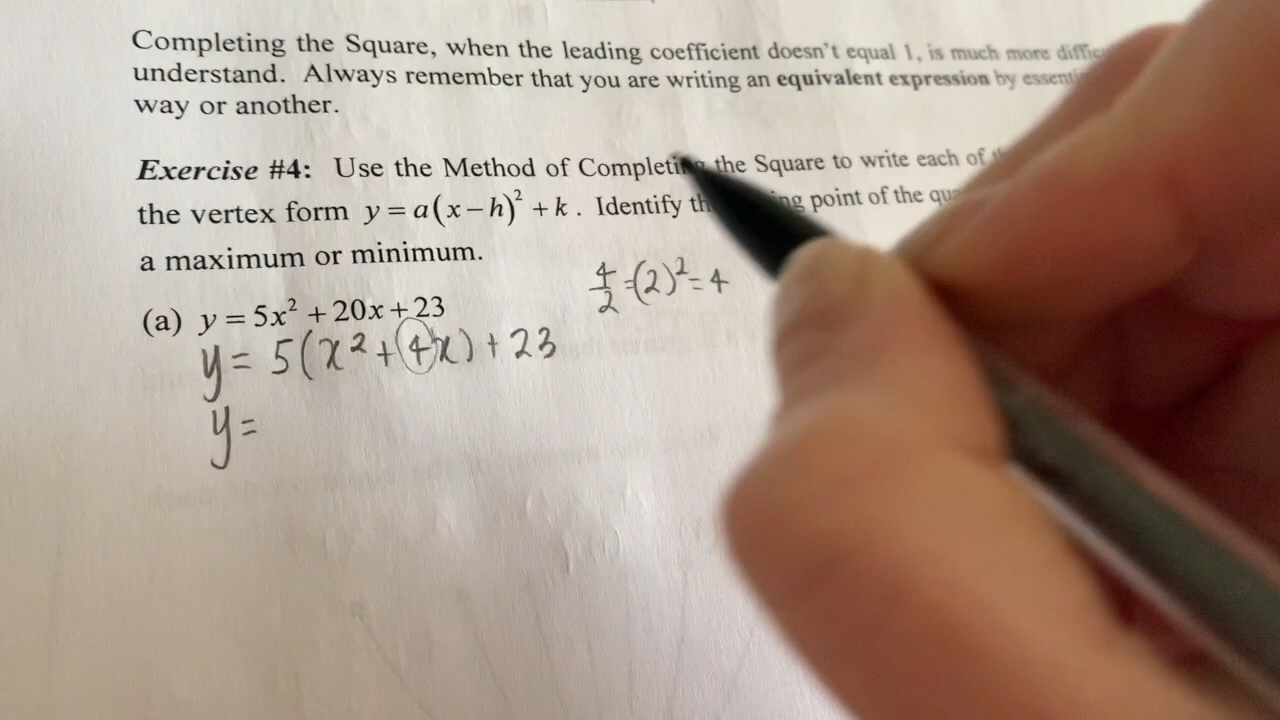 Completing the Square, when the leading coefficient doesn't equal 1, is much more
understand. Always remember that you are writing an equivalent expression by
way or another.
Exercise #4: Use the Method of Completing the Square to write each of
the vertex form y = a(x − h)² + k. Identify point of the
a maximum or minimum.
4/2 = (2)² = 4
(a) y = 5x² + 20x + 23
y = 5(x² + 4x) + 23
y =